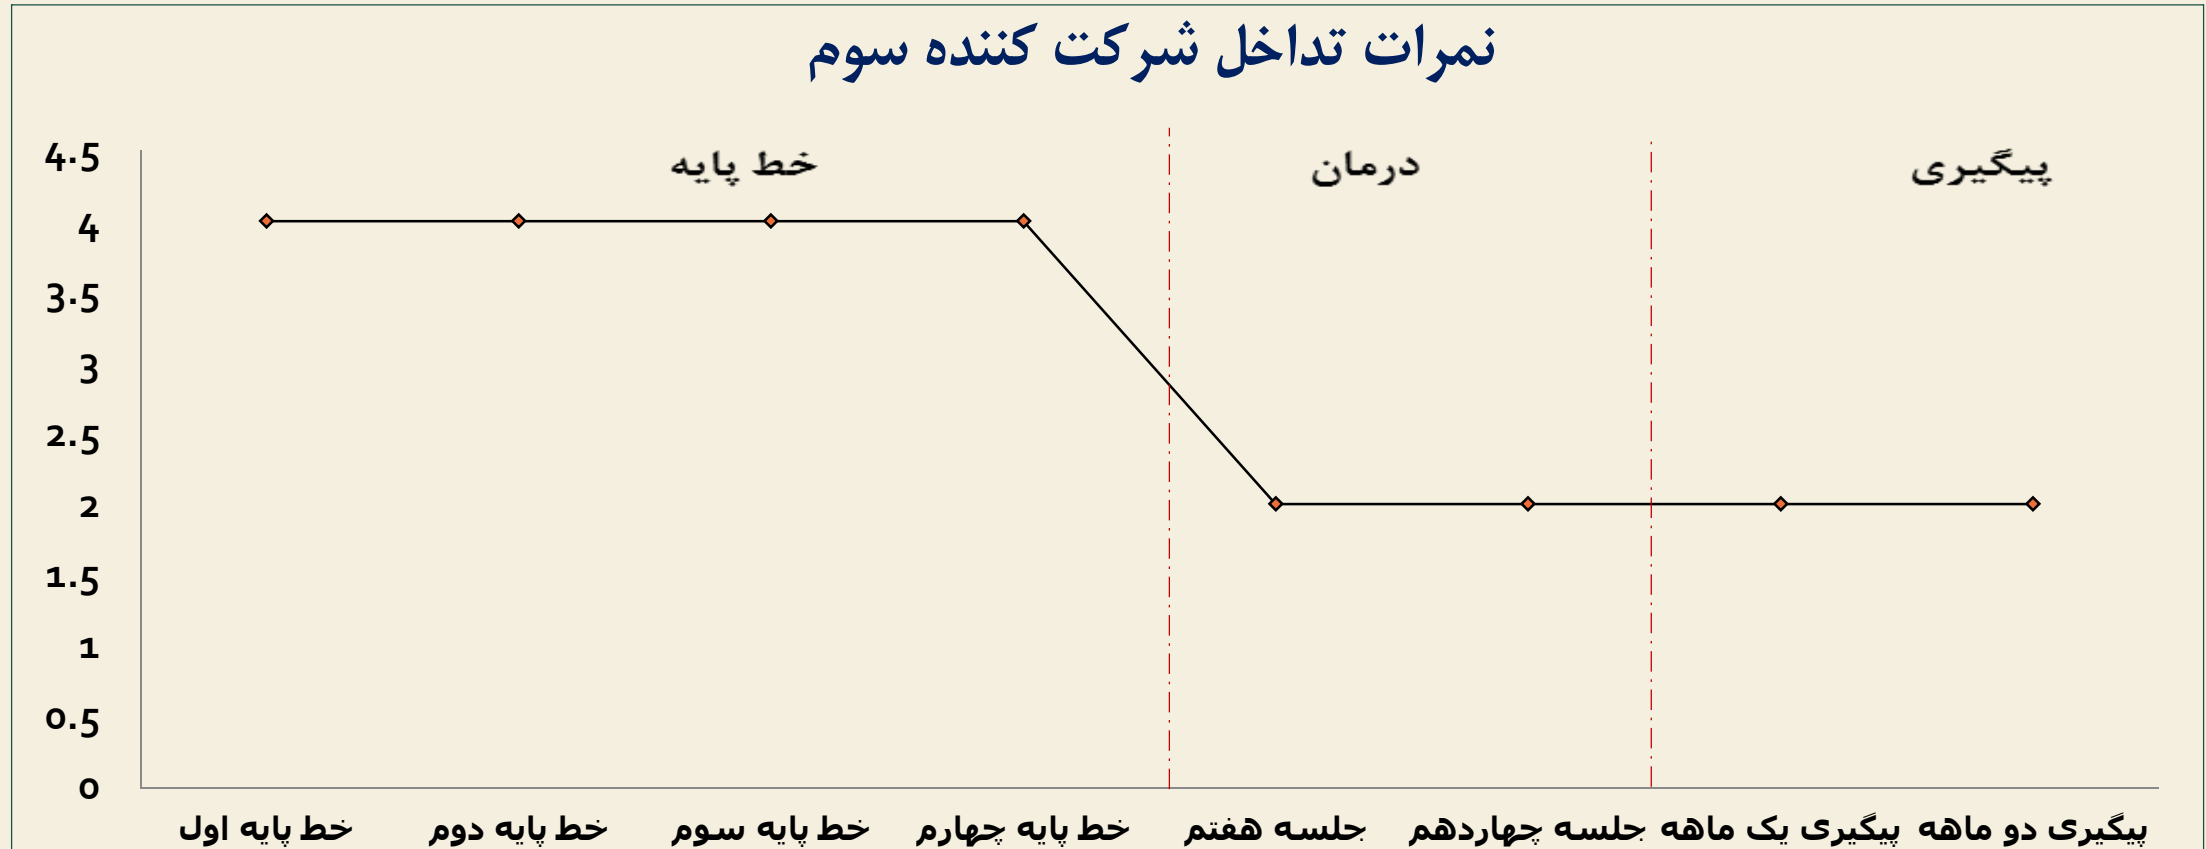 نمرات تداخل شرکت کننده سوم
خط پایه
درمان
پیگیری
4.5
4
3.5
3
2.5
2
1.5
1
0.5
0
خط پایه اول
خط پایه دوم
خط پایه سوم
خط پایه چهارم
جلسه هفتم
جلسه چهاردهم
پیگیری یک ماهه
پیگیری دو ماهه